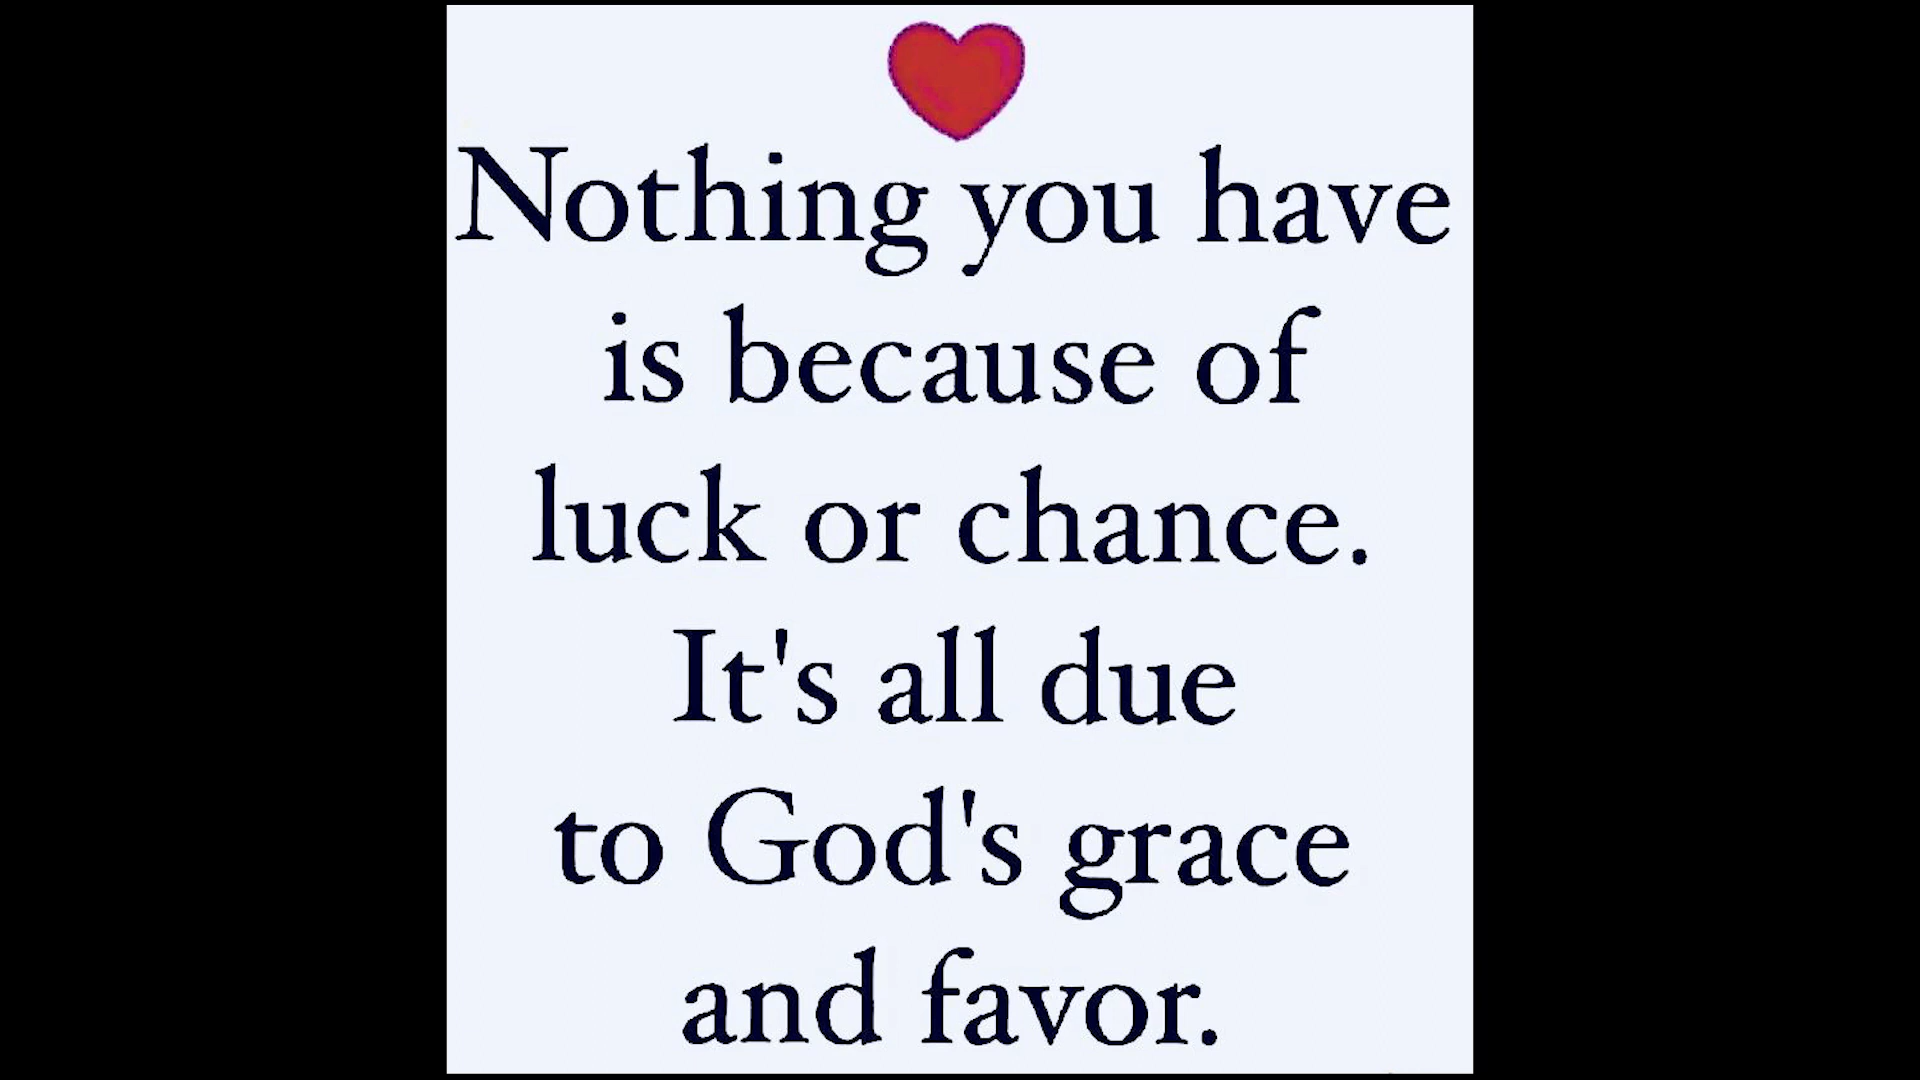 Nothing you have
is because of
luck or chance.
It's all due
to God's grace
and favor.